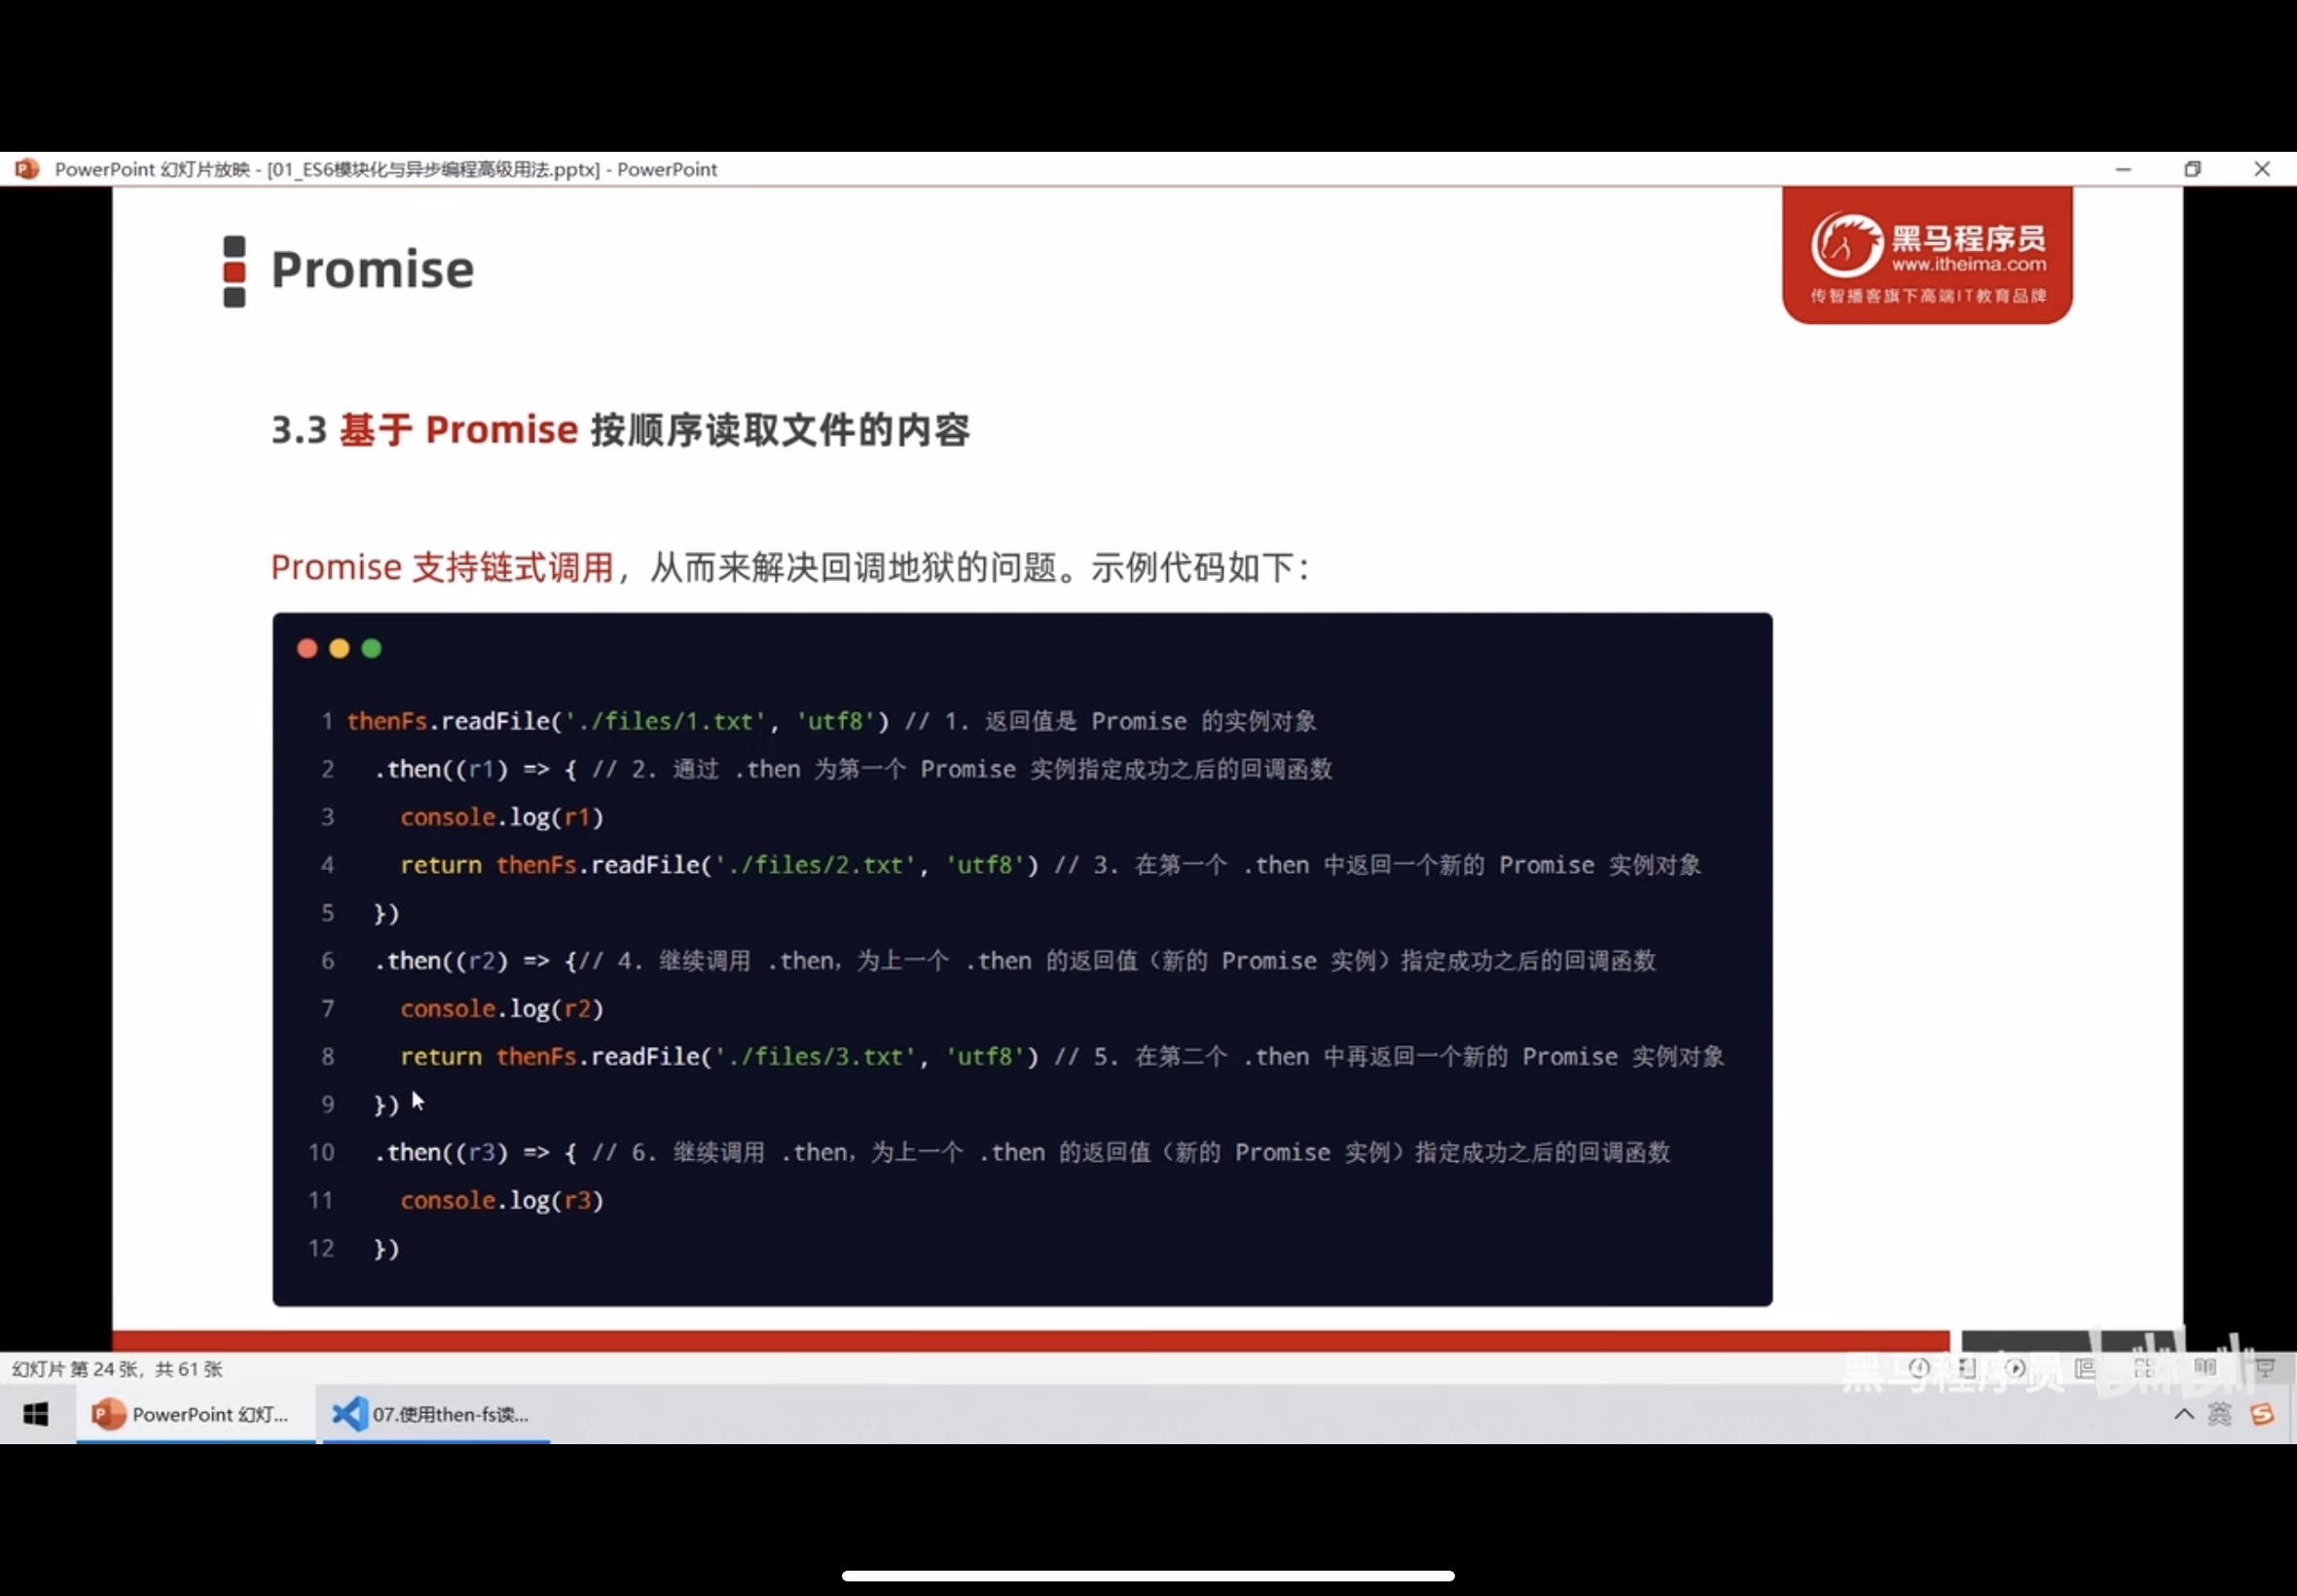 PowerPoint 幻灯片放映 - [01_ES6模块化与异步编程高级用法.pptx] - PowerPoint
Promise
黑马程序员
www.itheima.com
传智播客旗下高端IT教育品牌
3.3 基于 Promise 按顺序读取文件的内容
Promise 支持链式调用，从而来解决回调地狱的问题。示例代码如下：
1 thenFs.readFile('./files/1.txt', 'utf8') // 1. 返回值是 Promise 的实例对象
2 .then((r1) => { // 2. 通过 .then 为第一个 Promise 实例指定成功之后的回调函数
3 console.log(r1)
4 return thenFs.readFile('./files/2.txt', 'utf8') // 3. 在第一个 .then 中返回一个新的 Promise 实例对象
5 })
6 .then((r2) => {// 4. 继续调用 .then，为上一个 .then 的返回值（新的 Promise 实例）指定成功之后的回调函数
7 console.log(r2)
8 return thenFs.readFile('./files/3.txt', 'utf8') // 5. 在第二个 .then 中再返回一个新的 Promise 实例对象
9 })
10 .then((r3) => { // 6. 继续调用 .then，为上一个 .then 的返回值（新的 Promise 实例）指定成功之后的回调函数
11 console.log(r3)
12 })
幻灯片 第 24 张，共 61 张
黑马程序员 bilibili
PowerPoint 幻灯...
07.使用then-fs读...
英